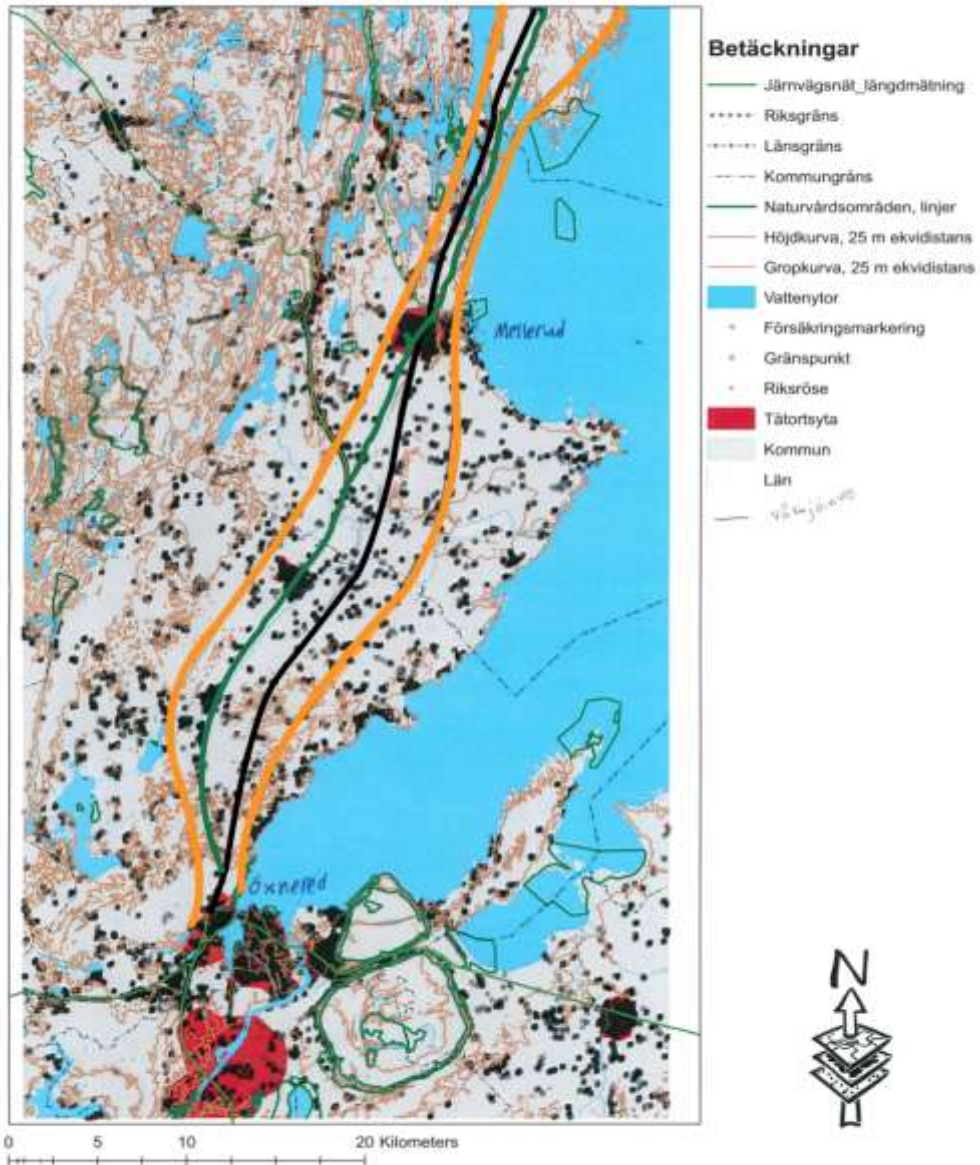 Betäckningar
Järnvägsnät_längdmätning
Riksgräns
Länsgräns
Kommungräns
Naturvårdsområden, linjer
Höjdkurva, 25 m ekvidistans
Gropkurva, 25 m ekvidistans
Vattenytor
Försäkringsmarkering
Gränspunkt
Riksröse
Tätortsyta
Kommun
Län
Mellerud
Öxnered
N
0 5 10 20 Kilometers